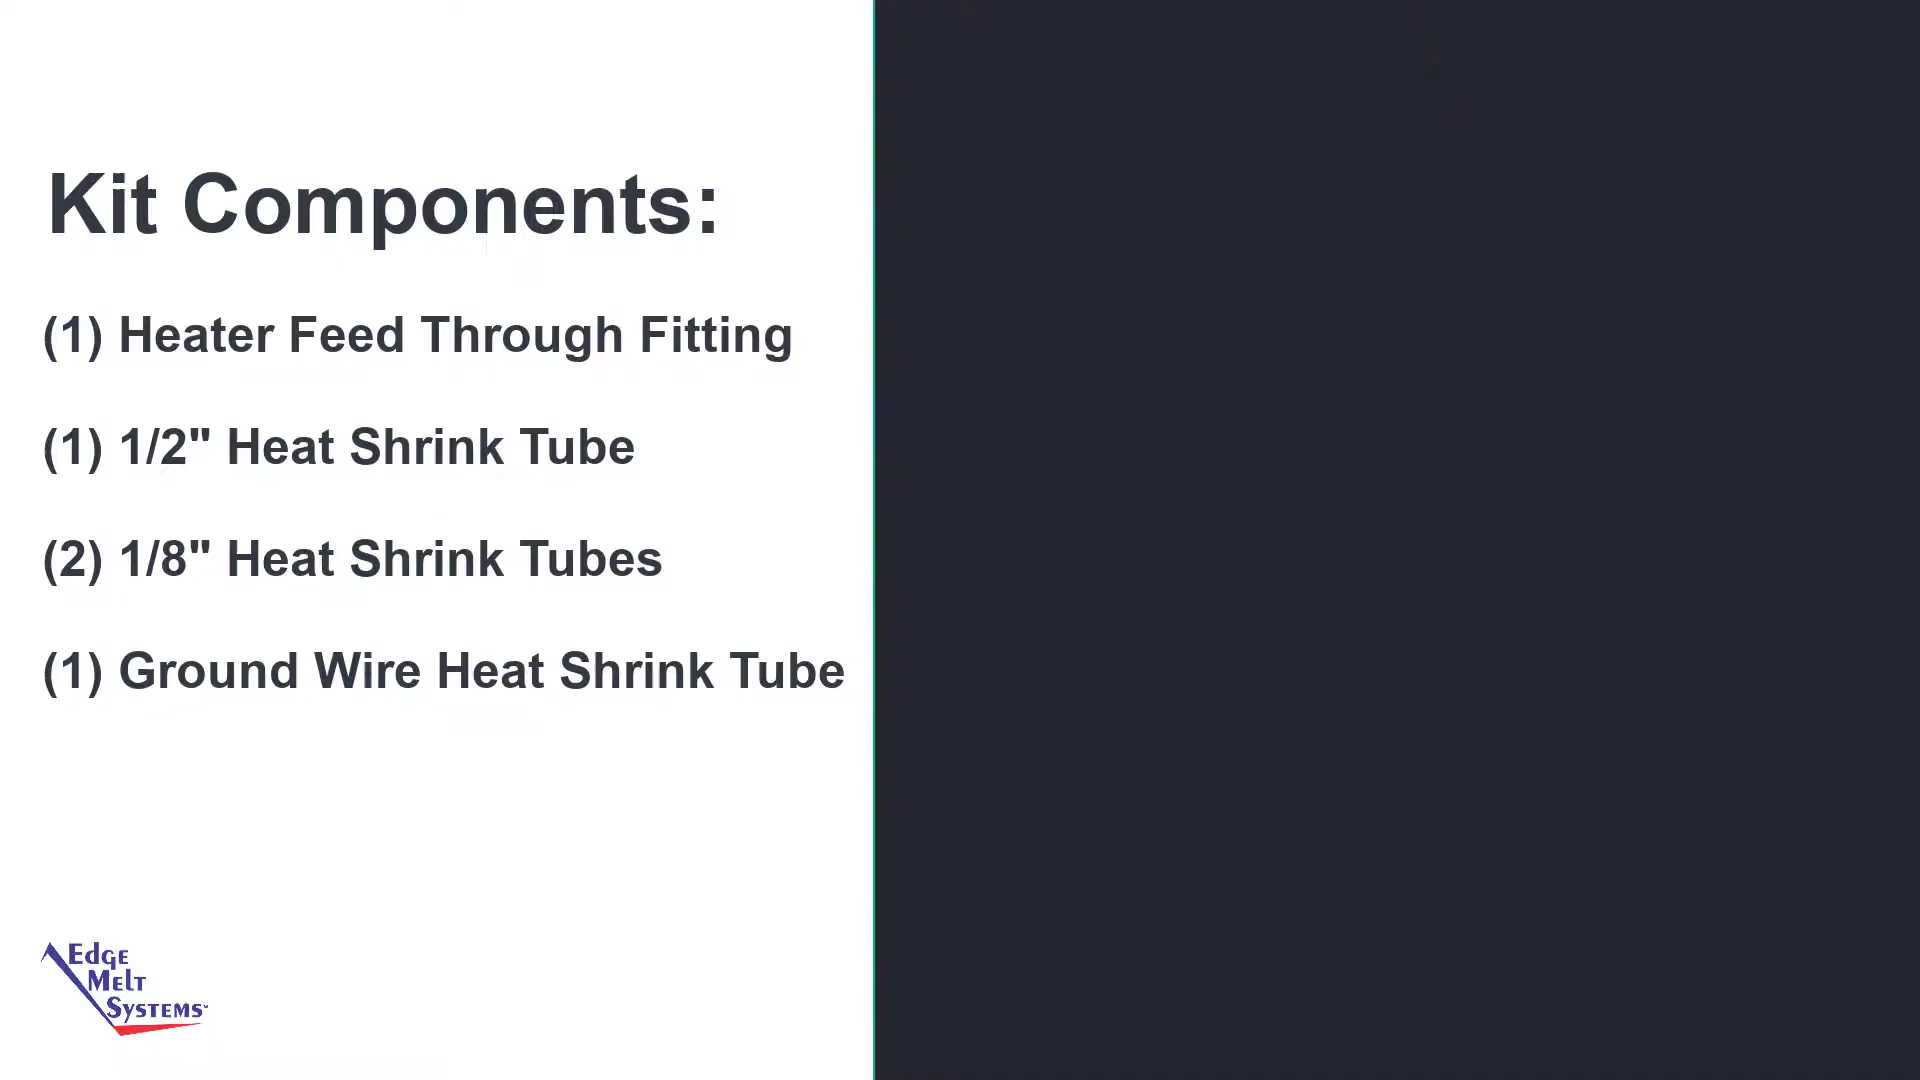 Kit Components:
(1) Heater Feed Through Fitting
(1) 1/2" Heat Shrink Tube
(2) 1/8" Heat Shrink Tubes
(1) Ground Wire Heat Shrink Tube
Edge
Melt
Systems™